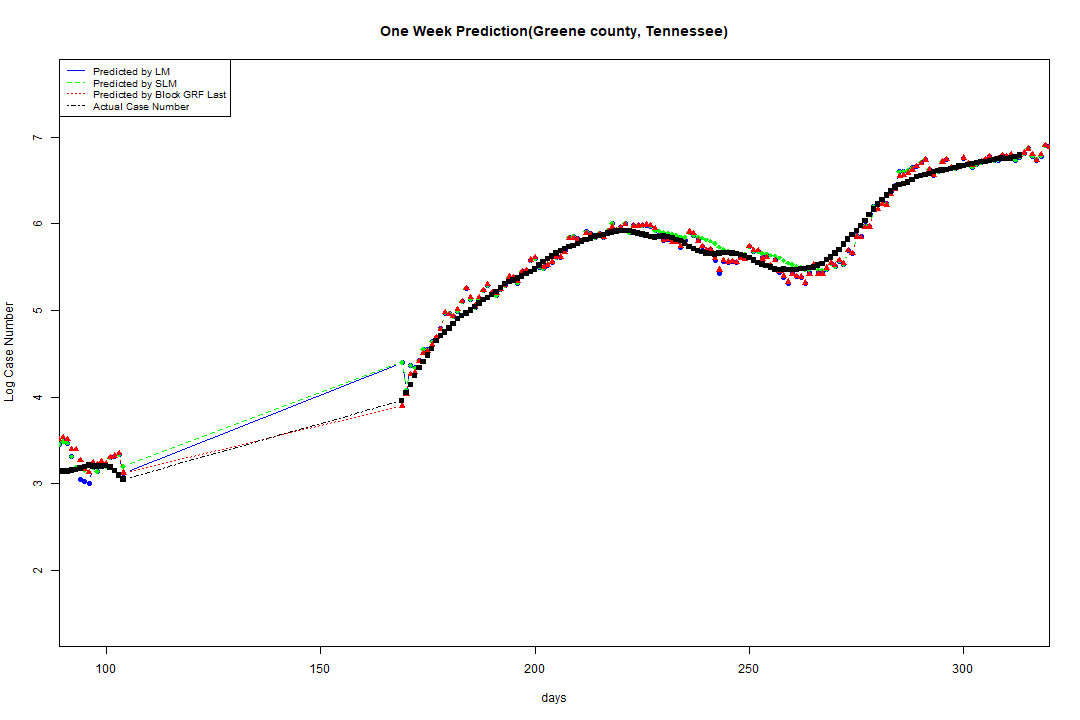 One Week Prediction(Greene county, Tennessee)
Predicted by LM
Predicted by SLM
Predicted by Block GRF Last
Actual Case Number
7
6
5
4
3
2
Log Case Number
100 150 200 250 300
days